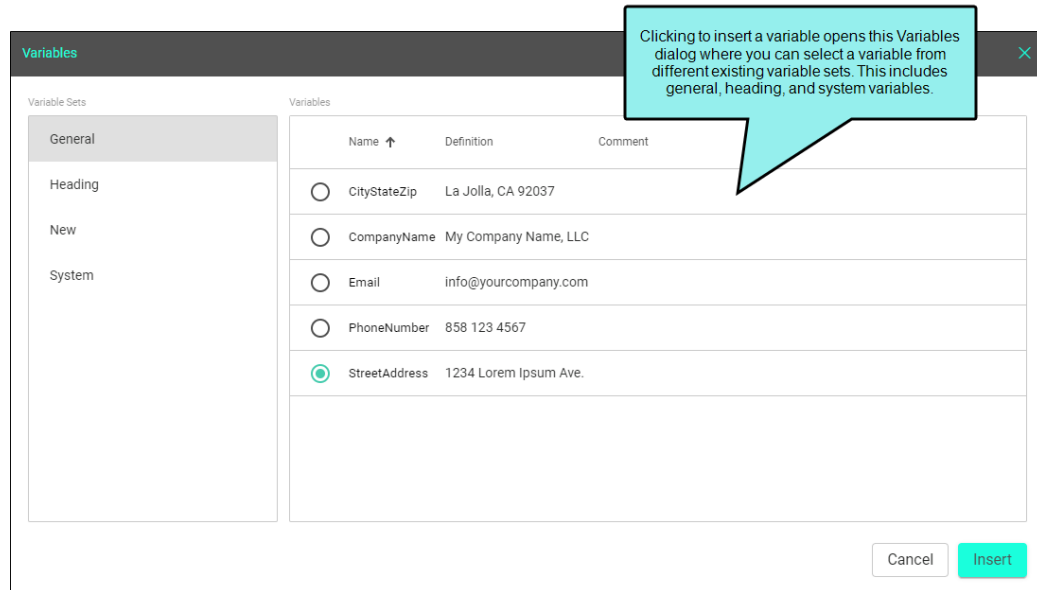 Clicking to insert a variable opens this Variables
dialog where you can select a variable from
different existing variable sets. This includes
general, heading, and system variables.
Variables
Variable Sets
Variables
General
Heading
New
System
Name Definition Comment
CityStateZip La Jolla, CA 92037
CompanyName My Company Name, LLC
Email info@yourcompany.com
PhoneNumber 858 123 4567
StreetAddress 1234 Lorem Ipsum Ave.
Cancel Insert